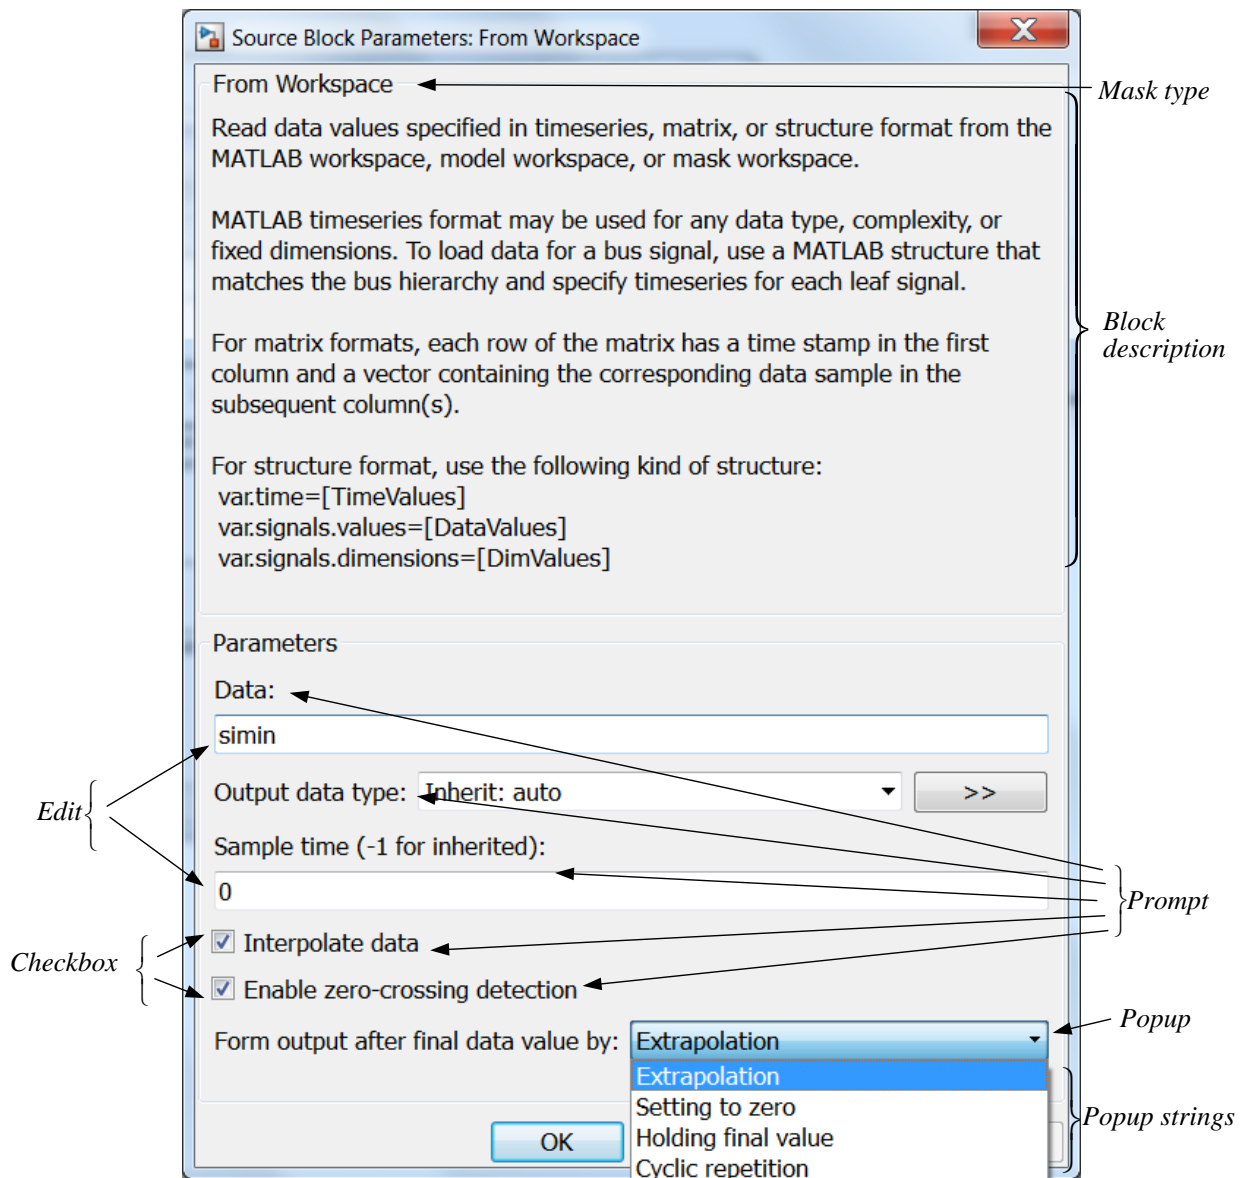 Source Block Parameters: From Workspace
From Workspace
Mask type
Read data values specified in timeseries, matrix, or structure format from the
MATLAB workspace, model workspace, or mask workspace.
MATLAB timeseries format may be used for any data type, complexity, or
fixed dimensions. To load data for a bus signal, use a MATLAB structure that
matches the bus hierarchy and specify timeseries for each leaf signal.
Block
description
For matrix formats, each row of the matrix has a time stamp in the first
column and a vector containing the corresponding data sample in the
subsequent column(s).
For structure format, use the following kind of structure:
var.time=[TimeValues]
var.signals.values=[DataValues]
var.signals.dimensions=[DimValues]
Parameters
Data:
simin
Edit
Output data type: Inherit: auto >>
Sample time (-1 for inherited):
0
Prompt
Checkbox
Interpolate data
Enable zero-crossing detection
Popup
Form output after final data value by: Extrapolation
Extrapolation
Setting to zero
Holding final value
Cyclic repetition
Popup strings
OK